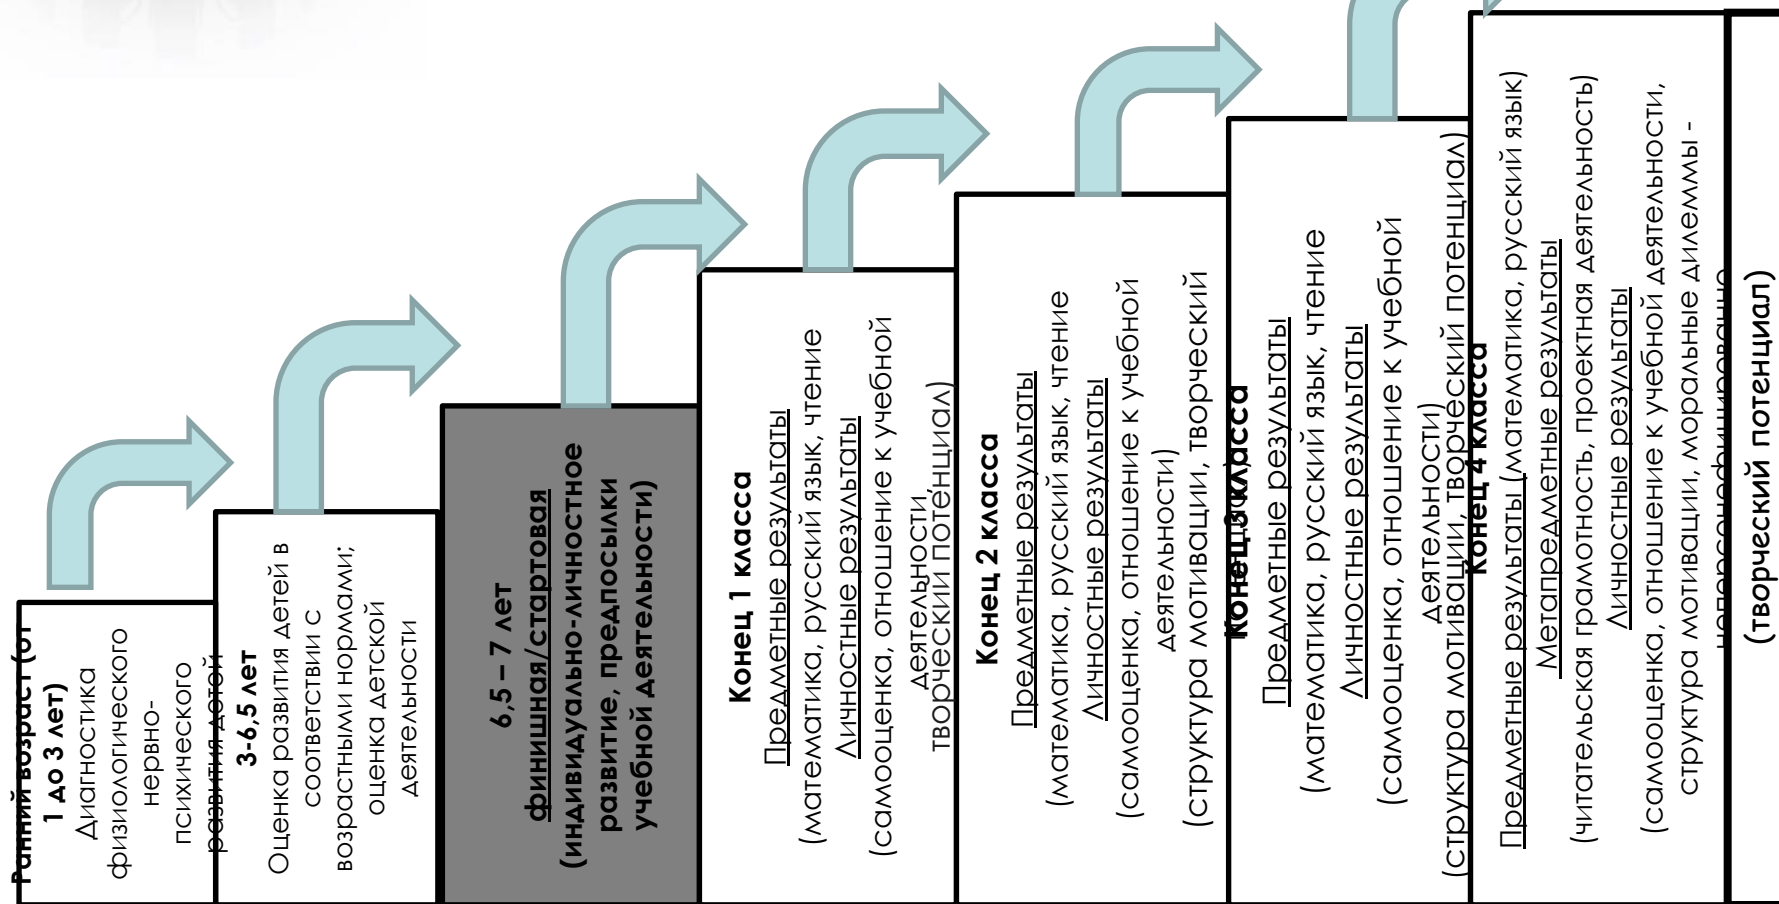 Ранний возраст (от
1 до 3 лет)
Диагностика
физиологического
нервно-
психического
развития детей
3-6,5 лет
Оценка развития детей в
соответствии с
возрастными нормами;
оценка детской
деятельности
6,5 – 7 лет
финишная/стартовая
(индивидуально-личностное
развитие, предпосылки
учебной деятельности)
Конец 1 класса
Предметные результаты
(математика, русский язык, чтение
Личностные результаты
(самооценка, отношение к учебной
деятельности,
творческий потенциал)
Конец 2 класса
Предметные результаты
(математика, русский язык, чтение
Личностные результаты
(самооценка, отношение к учебной
деятельности)
(структура мотивации, творческий
Конец 3 класса
Предметные результаты
(математика, русский язык, чтение
Личностные результаты
(самооценка, отношение к учебной
деятельности)
(структура мотивации, творческий потенциал)
Конец 4 класса
Предметные результаты (математика, русский язык)
Метапредметные результаты
(читательская грамотность, проектная деятельность)
Личностные результаты
(самооценка, отношение к учебной деятельности,
структура мотивации, моральные дилеммы -
неперсонифицированно
(творческий потенциал)